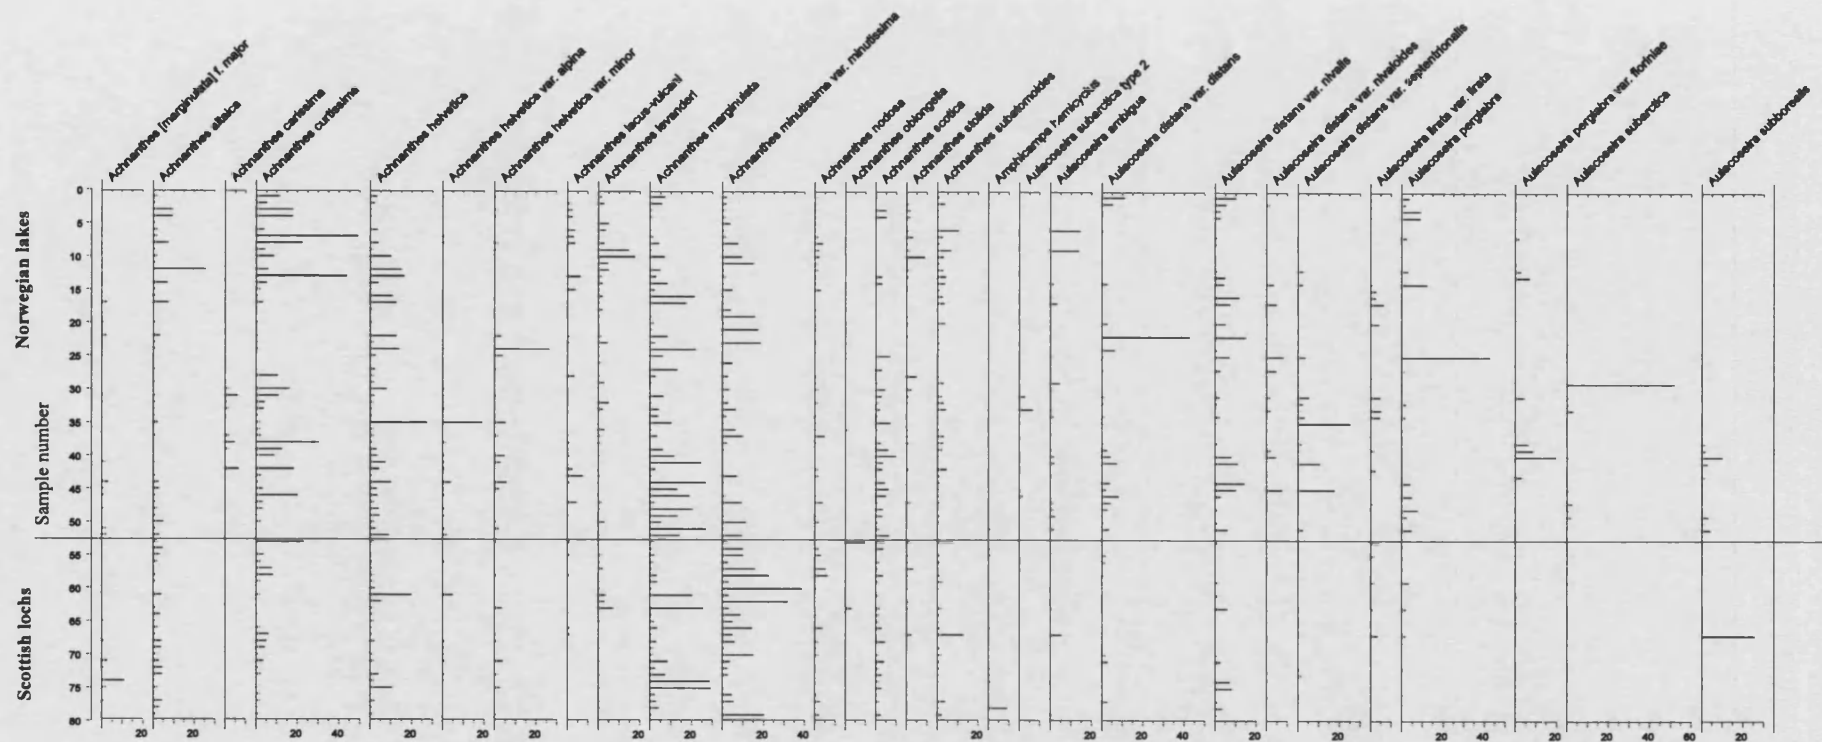 Achnanthes [marginulata] f. major
Achnanthes altaica
Achnanthes carissima
Achnanthes curtissima
Achnanthes helvetica
Achnanthes helvetica var. alpina
Achnanthes helvetica var. minor
Achnanthes lacus-vulcani
Achnanthes levanderi
Achnanthes marginulata
Achnanthes minutissima var. minutissima
Achnanthes nodosa
Achnanthes oblongella
Achnanthes scotica
Achnanthes stolida
Achnanthes subatomoides
Amphicampa hemicyclus
Aulacoseira subarctica type 2
Aulacoseira ambigua
Aulacoseira distans var. distans
Aulacoseira distans var. nivalis
Aulacoseira distans var. nivaloides
Aulacoseira distans var. septentrionalis
Aulacoseira lirata var. lirata
Aulacoseira perglabra
Aulacoseira perglabra var. floriniae
Aulacoseira subarctica
Aulacoseira subborealis
Norwegian lakes
Sample number
Scottish lochs
0
5
10
15
20
25
30
35
40
45
50
55
60
65
70
75
80
20 20 20 40 20 20 20 20 20 20 40 20 20 20 40 20 20 20 40 20 20 40 60 20